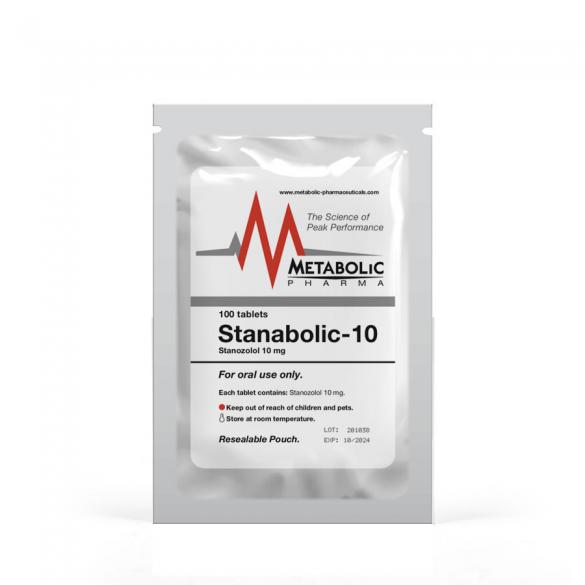 www.metabolic-pharmaceuticals.com
The Science of
Peak Performance
METABOLiC
PHARMA
100 tablets
Stanabolic-10
Stanozolol 10 mg
For oral use only.
Each tablet contains: Stanozolol 10 mg.
Keep out of reach of children and pets.
Store at room temperature.
LOT: 201038
Resealable Pouch.
EXP: 10/2024